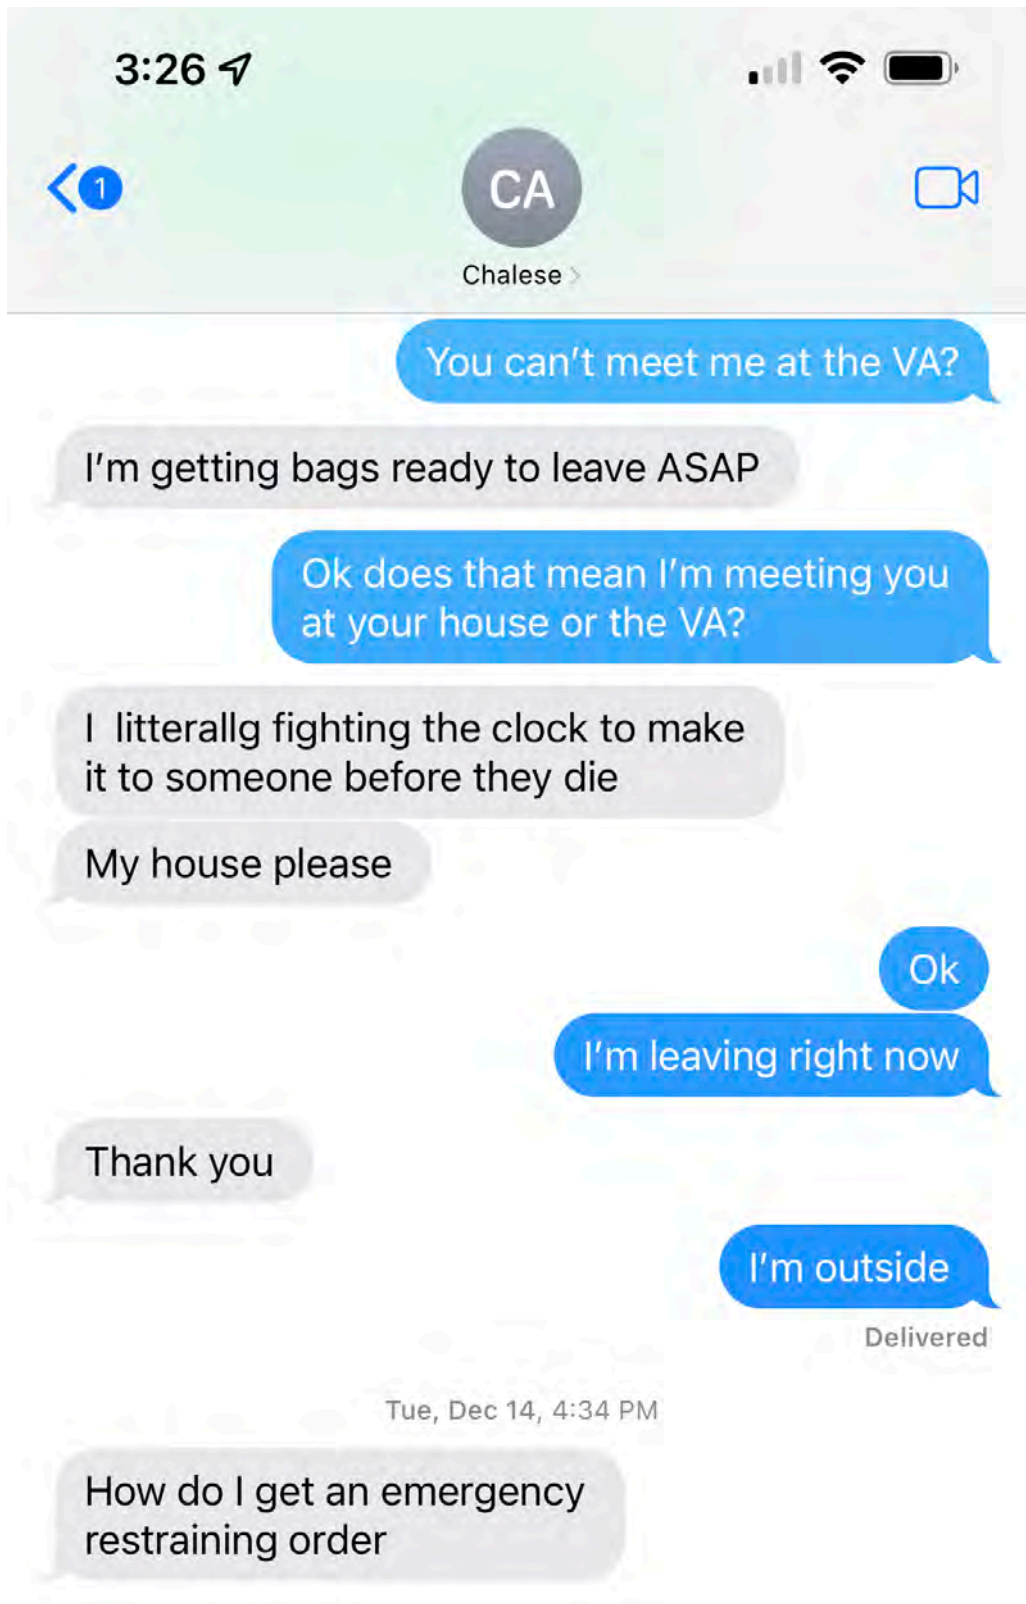 3:26
1
CA
Chalese
You can't meet me at the VA?
I'm getting bags ready to leave ASAP
Ok does that mean I'm meeting you
at your house or the VA?
I litterallg fighting the clock to make
it to someone before they die
My house please
Ok
I'm leaving right now
Thank you
I'm outside
Delivered
Tue, Dec 14, 4:34 PM
How do I get an emergency
restraining order